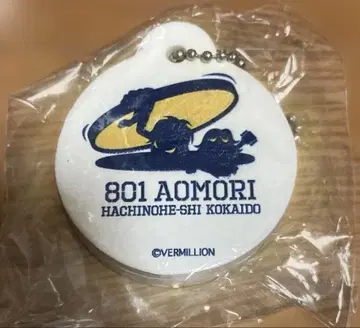 801 AOMORI
HACHINOHE-SHI KOKAIDO
©VERMILLION